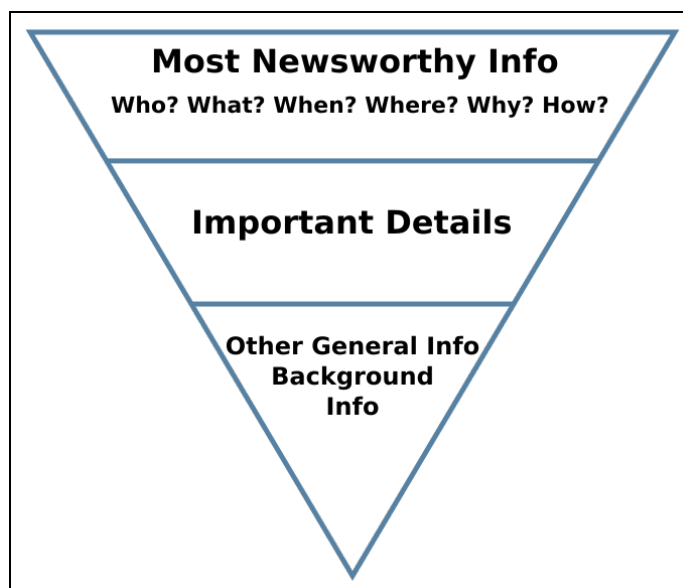 Most Newsworthy Info
Who? What? When? Where? Why? How?
Important Details
Other General Info
Background
Info